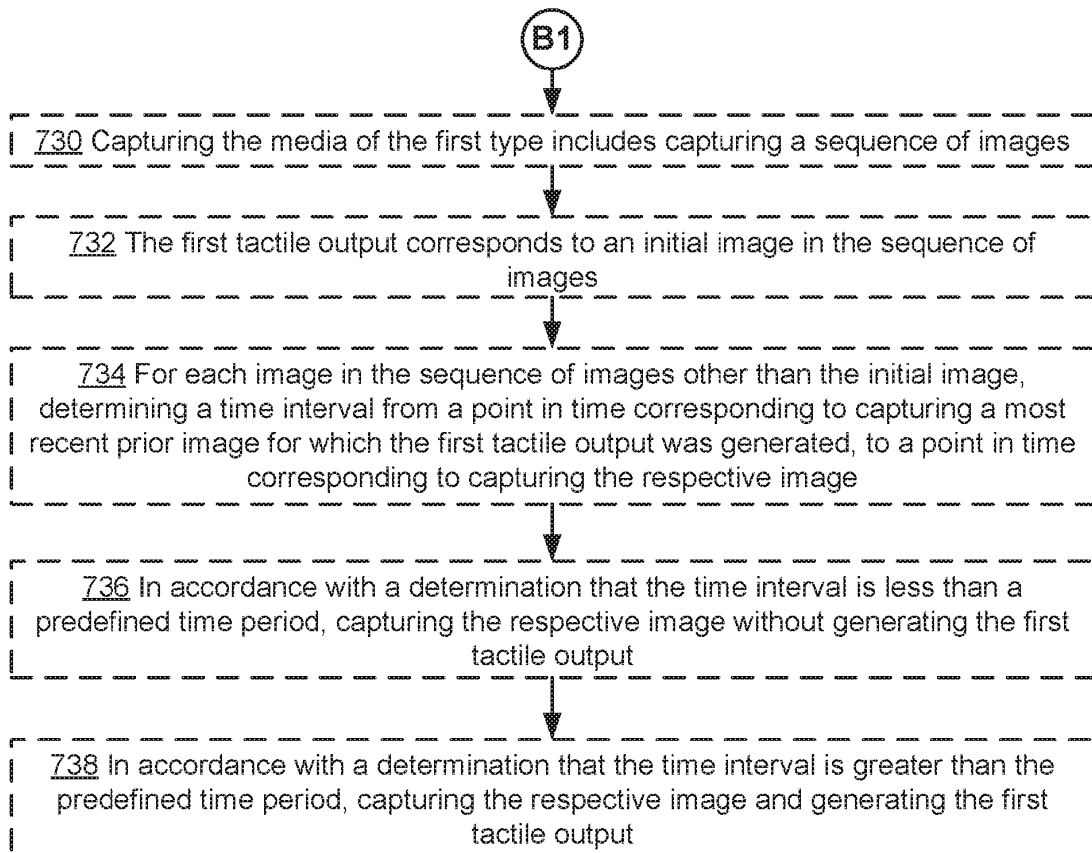 B1
730 Capturing the media of the first type includes capturing a sequence of images
732 The first tactile output corresponds to an initial image in the sequence of
images
734 For each image in the sequence of images other than the initial image,
determining a time interval from a point in time corresponding to capturing a most
recent prior image for which the first tactile output was generated, to a point in time
corresponding to capturing the respective image
736 In accordance with a determination that the time interval is less than a
predefined time period, capturing the respective image without generating the first
tactile output
738 In accordance with a determination that the time interval is greater than the
predefined time period, capturing the respective image and generating the first
tactile output